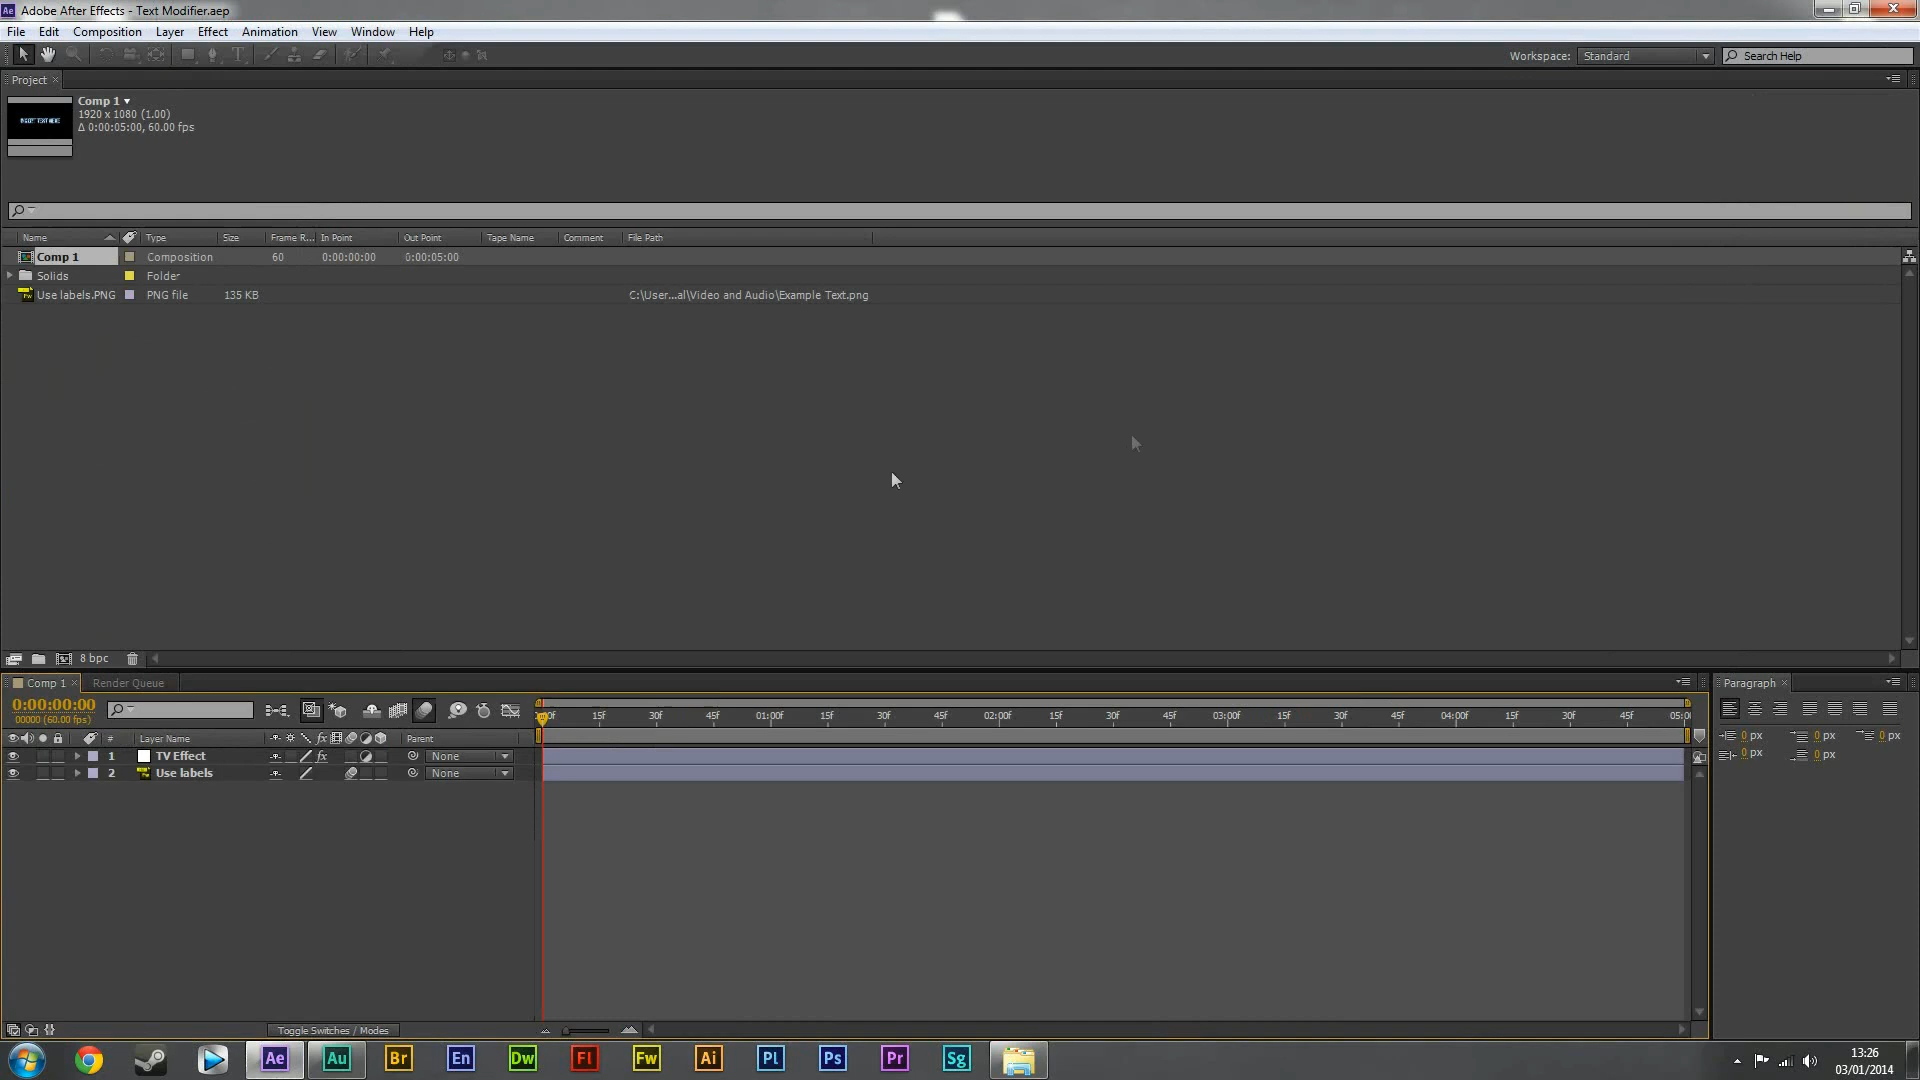 Ae Adobe After Effects - Text Modifier.aep
File Edit Composition Layer Effect Animation View Window Help
Workspace: Standard Search Help
Project
Comp 1
1920 x 1080 (1.00)
Δ 0:00:05:00, 60.00 fps
Name Type Size Frame R... In Point Out Point Tape Name Comment File Path
Comp 1 Composition 60 0:00:00:00 0:00:05:00
Solids Folder
Use labels.PNG PNG file 135 KB C:\User...al\Video and Audio\Example Text.png
8 bpc
Comp 1 Render Queue
0:00:00:00
00000 (60.00 fps)
15f 30f 45f 01:00f 15f 30f 45f 02:00f 15f 30f 45f 03:00f 15f 30f 45f 04:00f 15f 30f 45f
# Layer Name fx Parent
1 TV Effect fx None
2 Use labels None
Toggle Switches / Modes
Paragraph
0 px 0 px 0 px
0 px 0 px
Ae Au Br En Dw Fl Fw Ai Pl Ps Pr Sg
13:26
03/01/2014